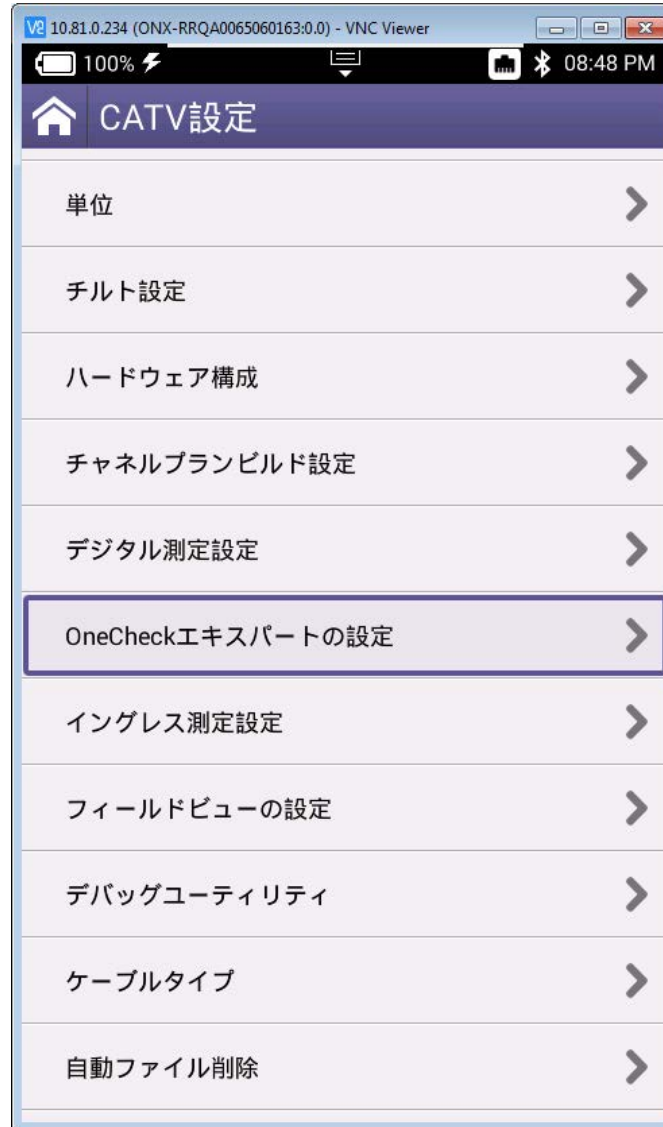 10.81.0.234 (ONX-RRQA0065060163:0.0) - VNC Viewer
100% 08:48 PM
CATV設定
単位
チルト設定
ハードウェア構成
チャネルプランビルド設定
デジタル測定設定
OneCheckエキスパートの設定
イングレス測定設定
フィールドビューの設定
デバッグユーティリティ
ケーブルタイプ
自動ファイル削除